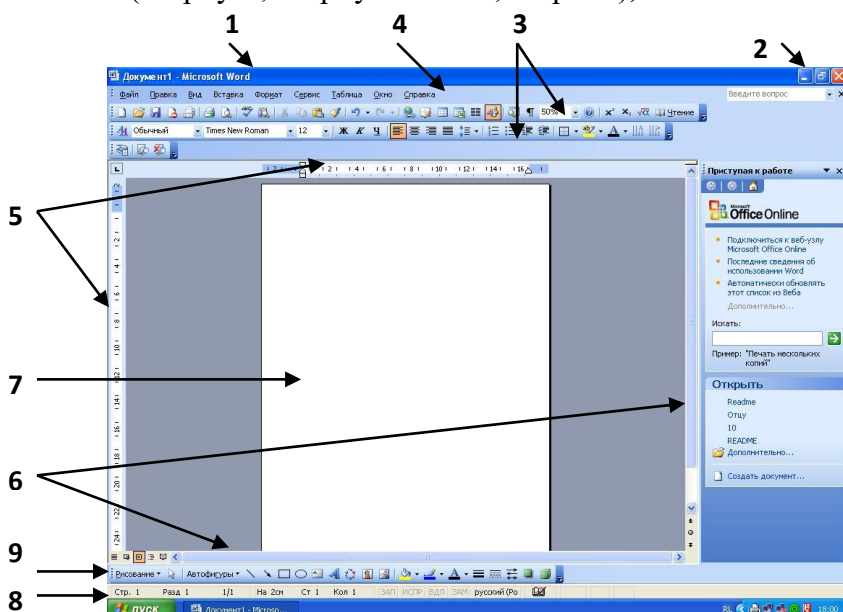 1
4
3
2
Документ1 - Microsoft Word
Файл Правка Вид Вставка Формат Сервис Таблица Окно Справка
Введите вопрос
50%
Чтение
Обычный Times New Roman 12 Ж К Ч
Приступая к работе
Microsoft Office Online
Подключиться к веб-узлу
Microsoft Office Online
Последние сведения об
использовании Word
Автоматически обновлять
этот список из Веба
Дополнительно...
Искать:
Пример: "Печать нескольких
копий"
Открыть
Readme
Отцу
10
README
Дополнительно...
Создать документ...
5
7
6
9
Рисование Автофигуры
8
Стр. 1 Разд 1 1/1 На 2см Ст 1 Кол 1 ЗАП ИСПР ВДЛ ЗАМ русский (Ро
пуск Документ1 - Microso... 18:00